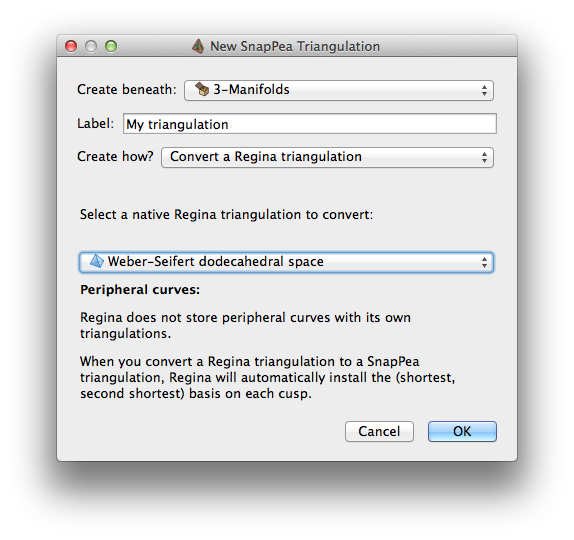 New SnapPea Triangulation
Create beneath: 3-Manifolds
Label: My triangulation
Create how? Convert a Regina triangulation
Select a native Regina triangulation to convert:
Weber-Seifert dodecahedral space
Peripheral curves:
Regina does not store peripheral curves with its own
triangulations.
When you convert a Regina triangulation to a SnapPea
triangulation, Regina will automatically install the (shortest,
second shortest) basis on each cusp.
Cancel OK